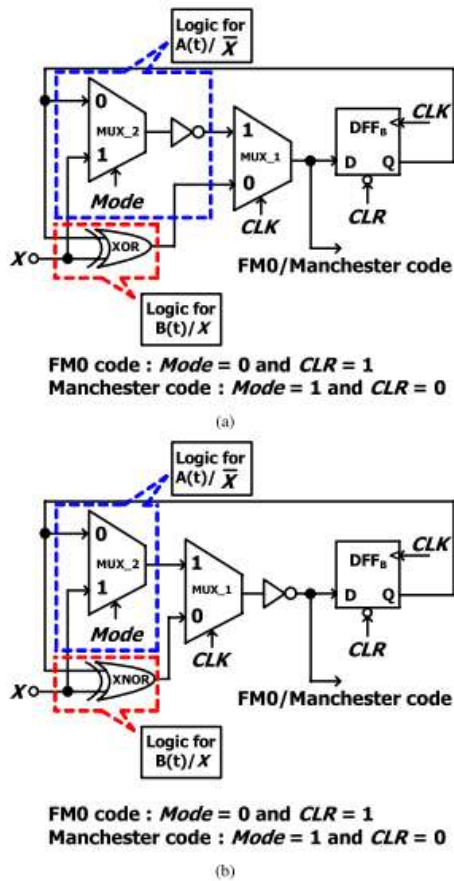 Logic for
A(t)/ X̅
0
MUX_2
1
Mode
1
MUX_1
0
CLK
DFFB
CLK
D Q
CLR
X
XOR
FM0/Manchester code
Logic for
B(t)/X
FM0 code : Mode = 0 and CLR = 1
Manchester code : Mode = 1 and CLR = 0
(a)
Logic for
A(t)/ X̅
0
MUX_2
1
Mode
1
MUX_1
0
CLK
DFFB
CLK
D Q
CLR
X
XNOR
FM0/Manchester code
Logic for
B(t)/X
FM0 code : Mode = 0 and CLR = 1
Manchester code : Mode = 1 and CLR = 0
(b)